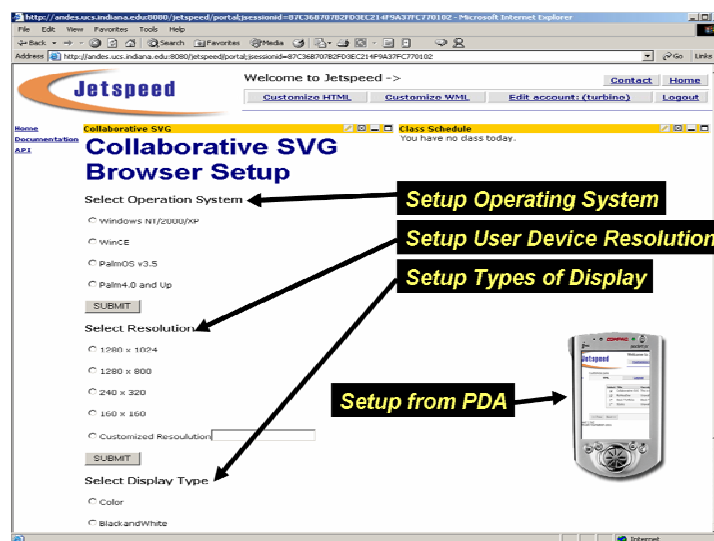 http://andes.ucs.indiana.edu:8080/jetspeed/portal;jsessionid=87C36B707B2FD3EC214F9A37FC770102 - Microsoft Internet Explorer
File Edit View Favorites Tools Help
Back Search Favorites Media
Address http://andes.ucs.indiana.edu:8080/jetspeed/portal;jsessionid=87C36B707B2FD3EC214F9A37FC770102 Go Links
Jetspeed
Welcome to Jetspeed ->
Contact Home
Customize HTML Customize WML Edit account: (turbine) Logout
Home
Documentation
API
Collaborative SVG
Class Schedule
You have no class today.
Collaborative SVG
Browser Setup
Select Operation System
Setup Operating System
Windows NT/2000/XP
Setup User Device Resolution
WinCE
PalmOS v3.5
Setup Types of Display
Palm4.0 and Up
SUBMIT
Select Resolution
1280 x 1024
1280 x 800
240 x 320
Setup from PDA
160 x 160
Customized Resoulution
SUBMIT
Select Display Type
Color
BlackandWhite
COMPAQ
Jetspeed
Internet